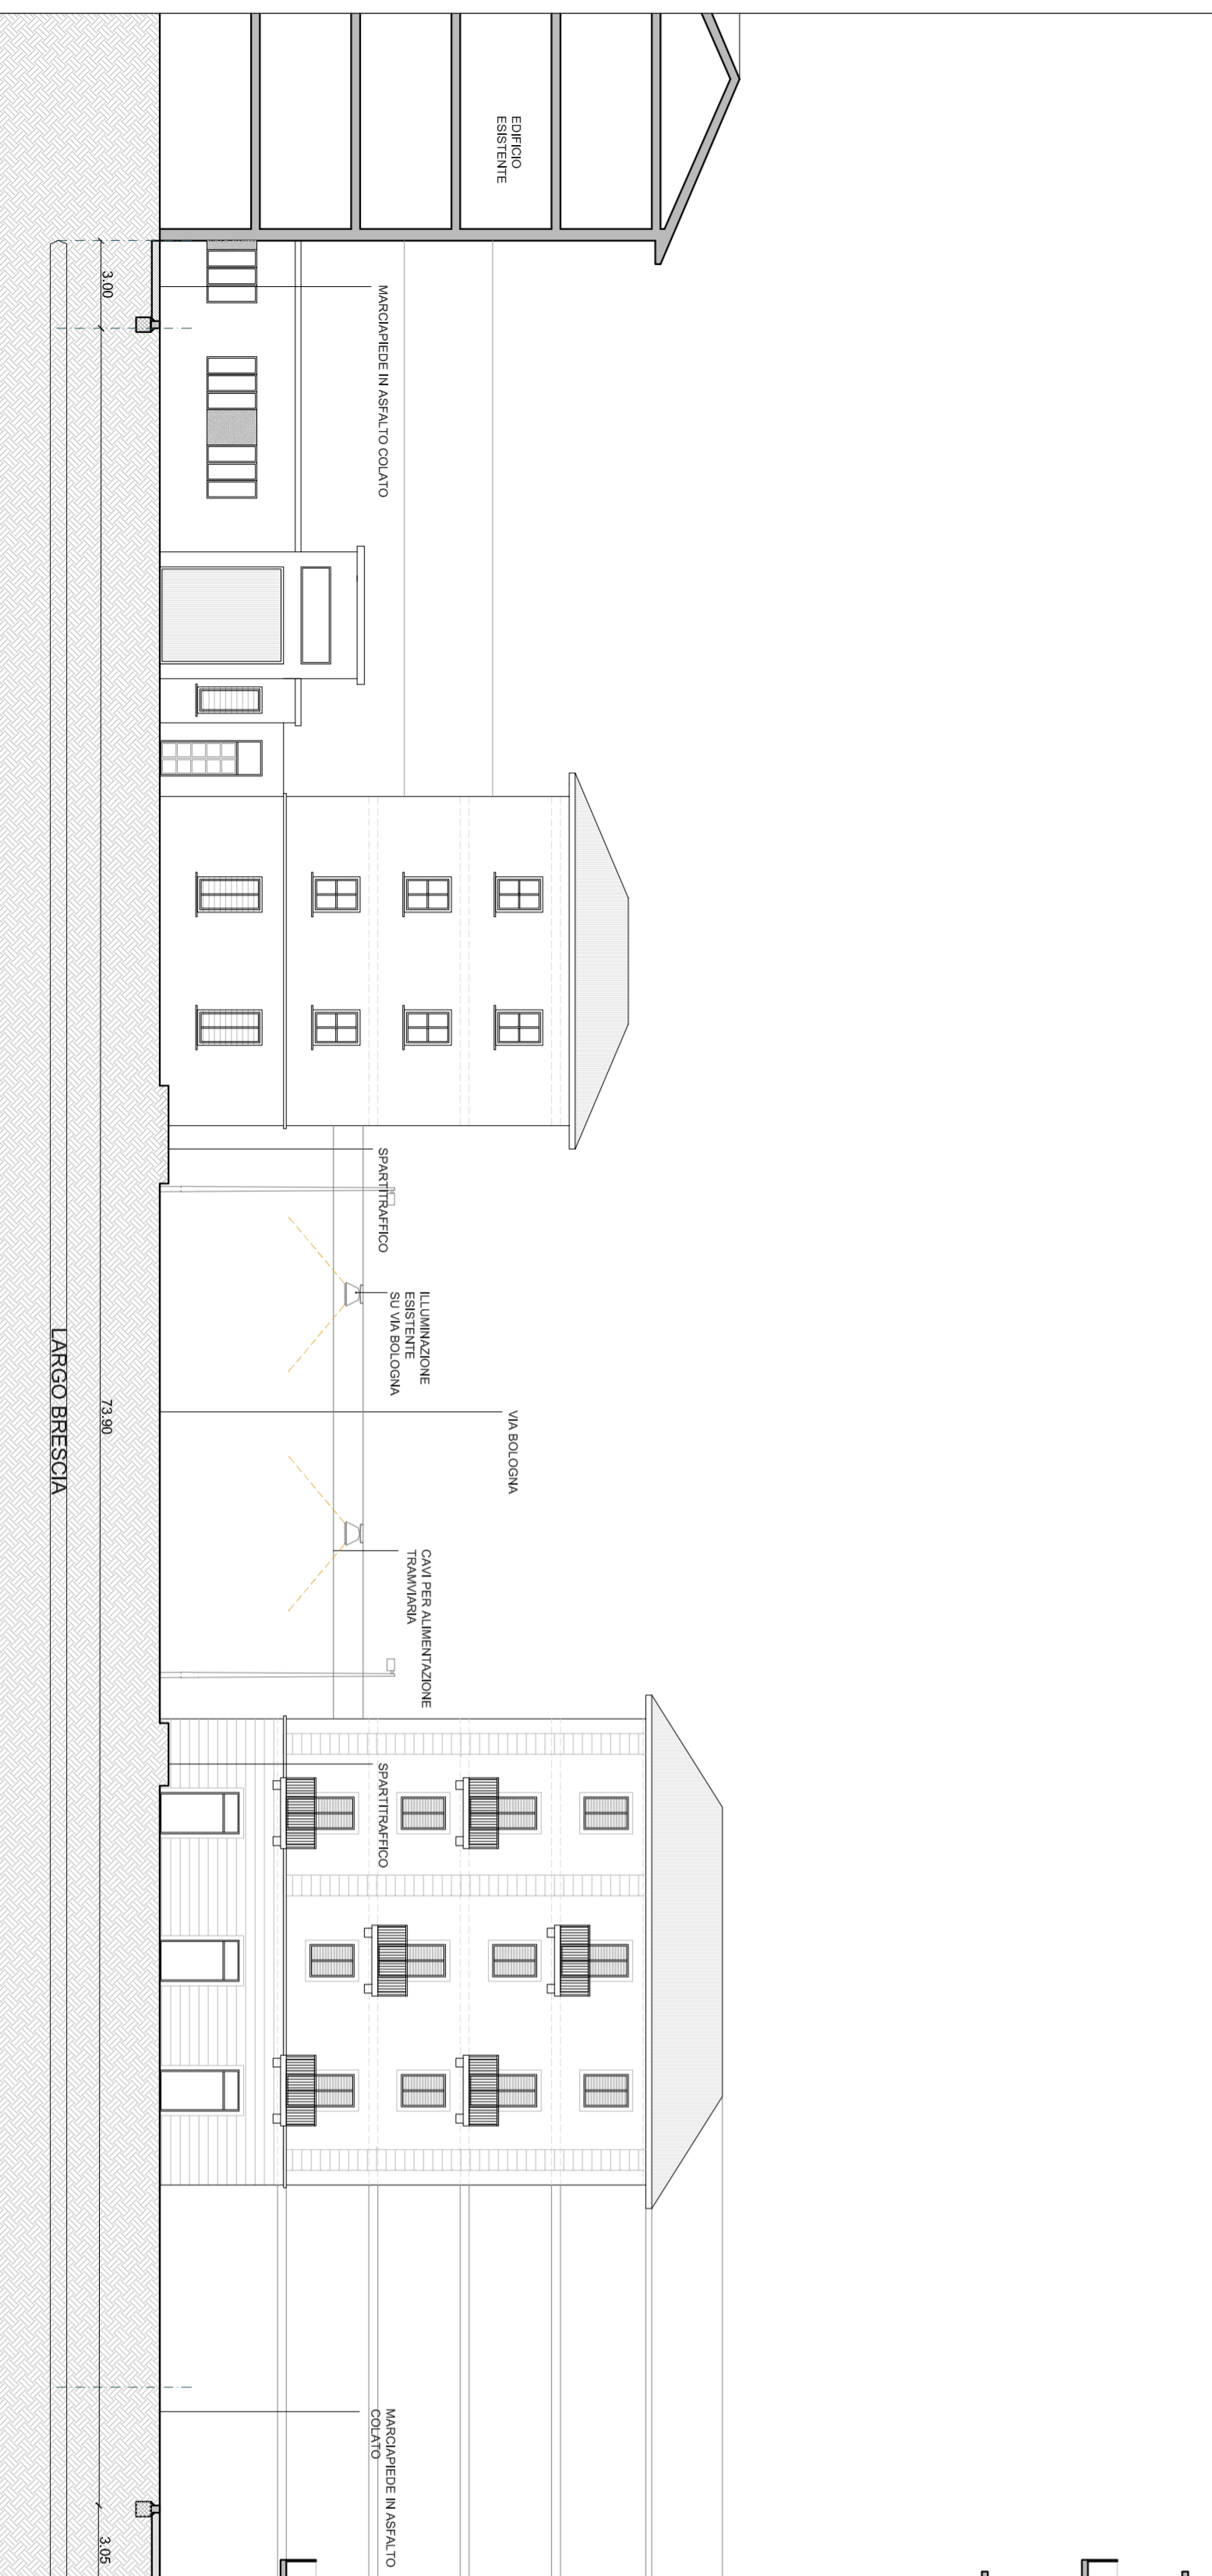 EDIFICIO
ESISTENTE
MARCIAPIEDE IN ASFALTO COLATO
3.00
SPARTITRAFFICO
ILLUMINAZIONE
ESISTENTE
SU VIA BOLOGNA
VIA BOLOGNA
CAVI PER ALIMENTAZIONE
TRAMVIARIA
73.90
LARGO BRESCIA
SPARTITRAFFICO
MARCIAPIEDE IN ASFALTO
COLATO
3.05